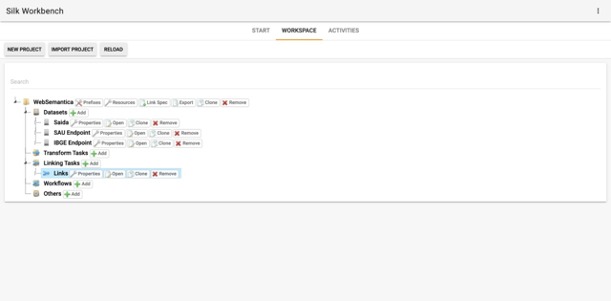 Silk Workbench
START WORKSPACE ACTIVITIES
NEW PROJECT IMPORT PROJECT RELOAD
Search
WebSemantica Prefixes Resources Link Spec Export Clone Remove
Datasets Add
Saida Properties Open Clone Remove
SAU Endpoint Properties Open Clone Remove
IBGE Endpoint Properties Open Clone Remove
Transform Tasks Add
Linking Tasks Add
Links Properties Open Clone Remove
Workflows Add
Others Add